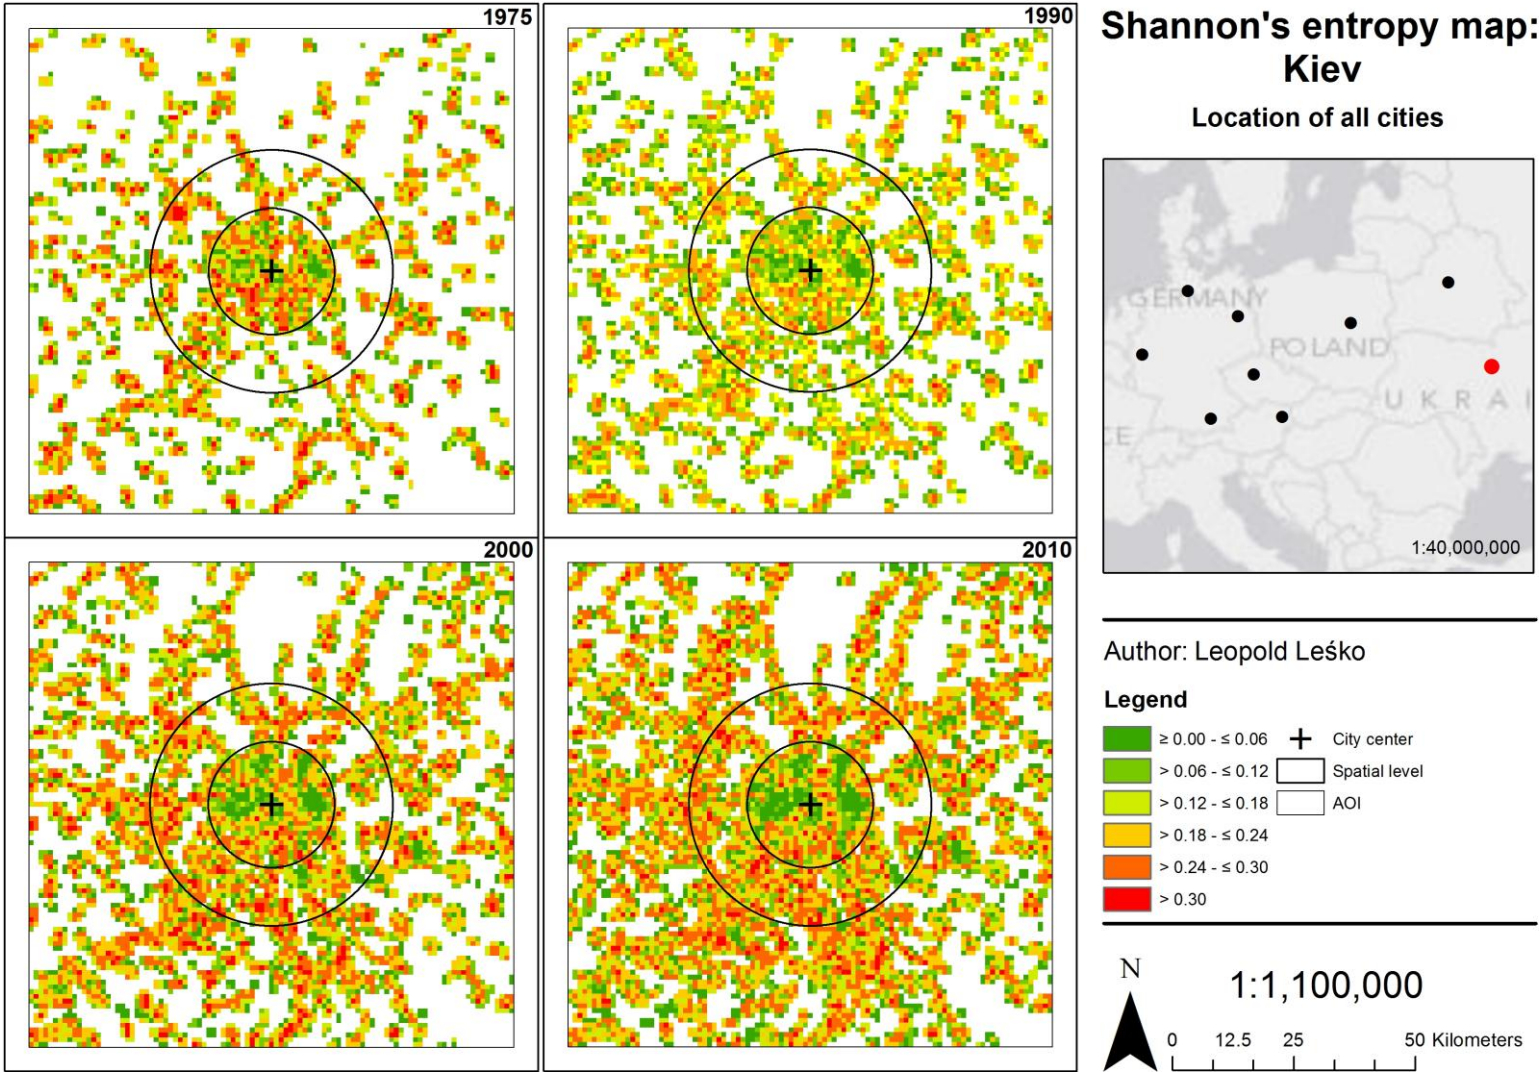 1975
1990
2000
2010
Shannon's entropy map:
Kiev
Location of all cities
GERMANY
POLAND
UKRAI
CE
1:40,000,000
Author: Leopold Leśko
Legend
≥ 0.00 - ≤ 0.06
> 0.06 - ≤ 0.12
> 0.12 - ≤ 0.18
> 0.18 - ≤ 0.24
> 0.24 - ≤ 0.30
> 0.30
City center
Spatial level
AOI
N
1:1,100,000
0 12.5 25 50 Kilometers